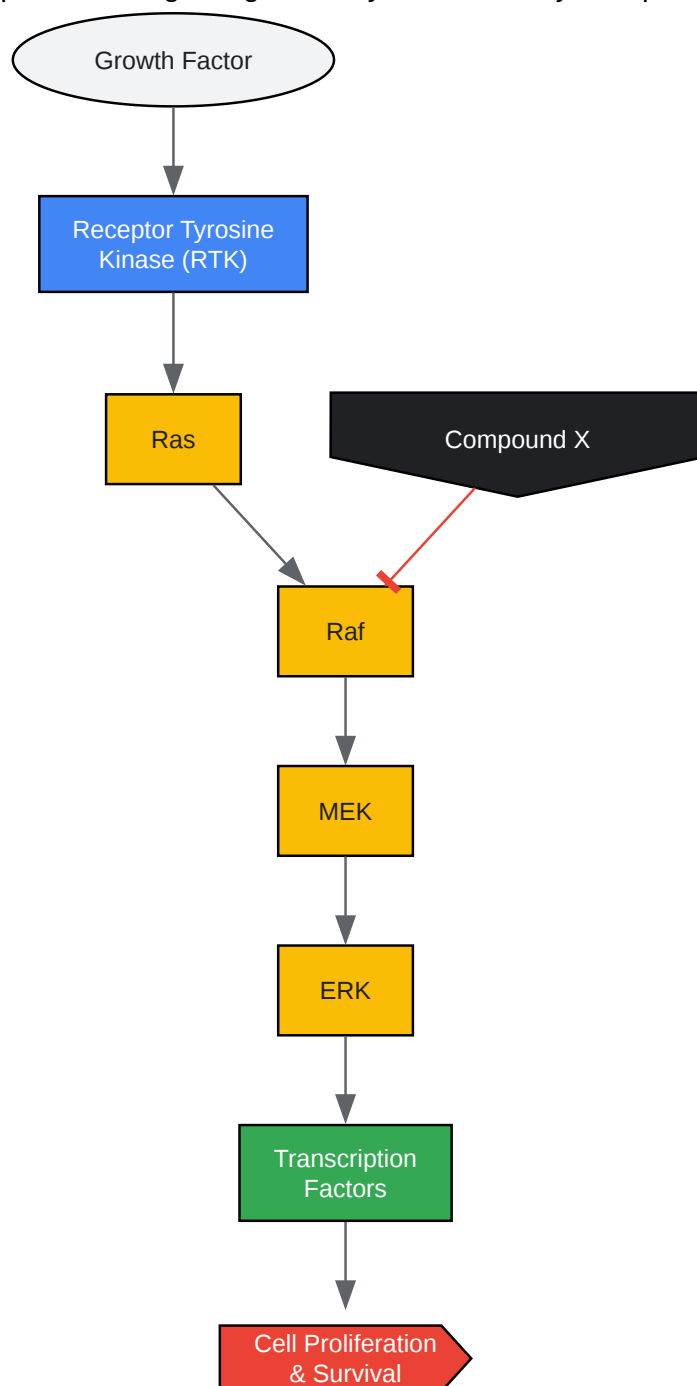 Growth Factor
Receptor Tyrosine
Kinase (RTK)
Ras
Compound X
Raf
MEK
ERK
Transcription
Factors
Cell Proliferation
& Survival